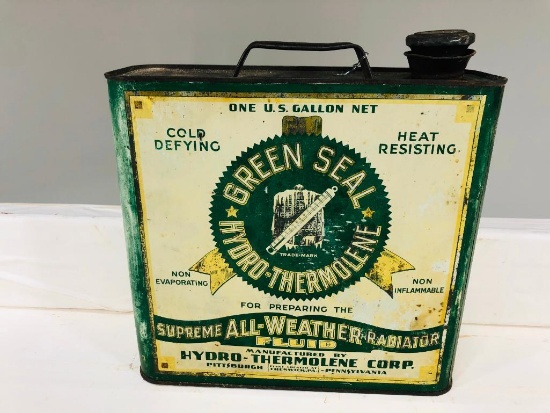 ONE U.S. GALLON NET
COLD DEFYING
HEAT RESISTING
GREEN SEAL
HYDRO-THERMOLENE
TRADE-MARK
NON EVAPORATING
NON INFLAMMABLE
FOR PREPARING THE
SUPREME ALL-WEATHER RADIATOR
FLUID
MANUFACTURED BY
HYDRO-THERMOLENE CORP.
PITTSBURGH PENNSYLVANIA